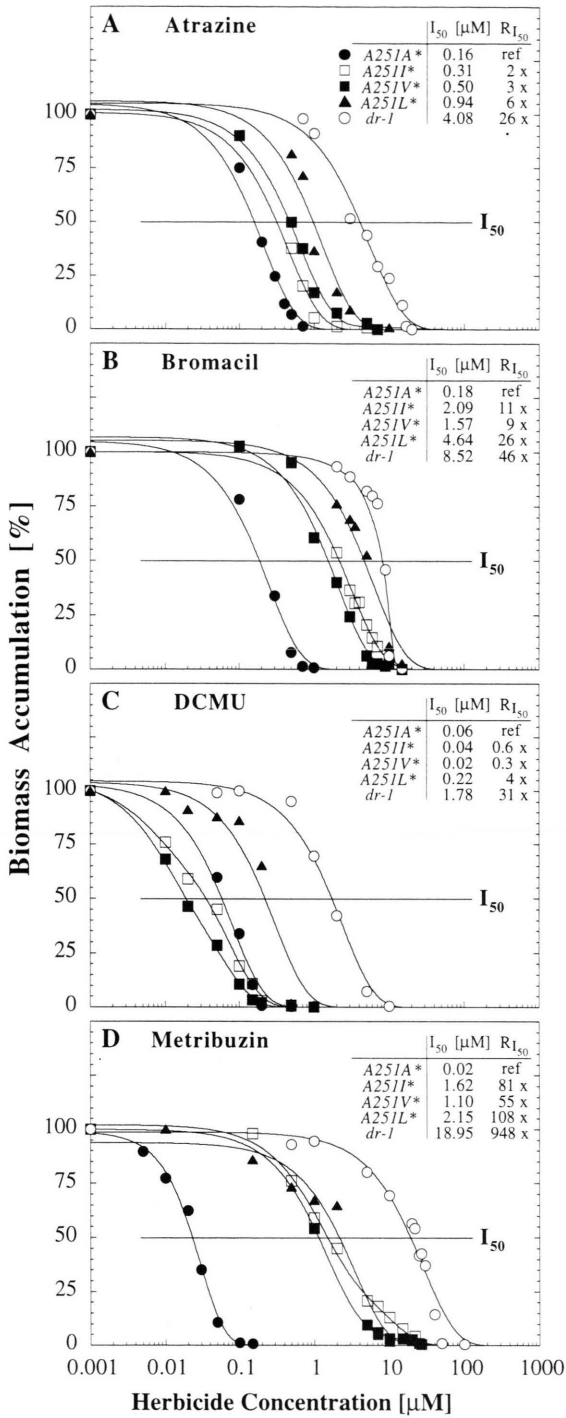 A Atrazine
I50 [µM] RI50
A251A* 0.16 ref
A251I* 0.31 2 x
A251V* 0.50 3 x
A251L* 0.94 6 x
dr-1 4.08 26 x
100
75
50
25
0
I50
B Bromacil
I50 [µM] RI50
A251A* 0.18 ref
A251I* 2.09 11 x
A251V* 1.57 9 x
A251L* 4.64 26 x
dr-1 8.52 46 x
100
75
50
25
0
I50
Biomass Accumulation [%]
C DCMU
I50 [µM] RI50
A251A* 0.06 ref
A251I* 0.04 0.6 x
A251V* 0.02 0.3 x
A251L* 0.22 4 x
dr-1 1.78 31 x
100
75
50
25
0
I50
D Metribuzin
I50 [µM] RI50
A251A* 0.02 ref
A251I* 1.62 81 x
A251V* 1.10 55 x
A251L* 2.15 108 x
dr-1 18.95 948 x
100
75
50
25
0
I50
0.001 0.01 0.1 1 10 100 1000
Herbicide Concentration [µM]